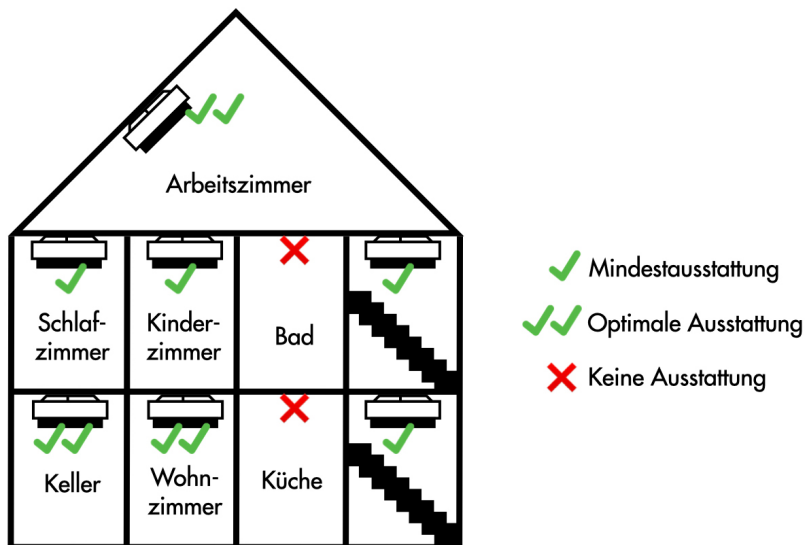 Arbeitszimmer
Schlaf-
zimmer
Kinder-
zimmer
Bad
Keller
Wohn-
zimmer
Küche
Mindestausstattung
Optimale Ausstattung
Keine Ausstattung